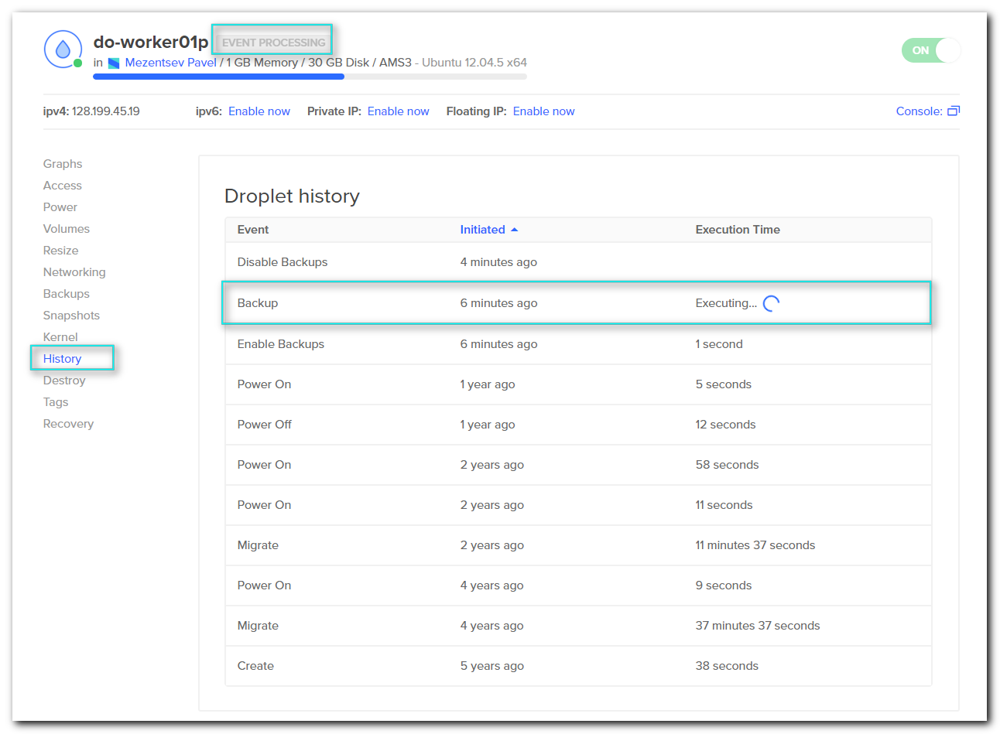 do-worker01p EVENT PROCESSING
in Mezentsev Pavel / 1 GB Memory / 30 GB Disk / AMS3 - Ubuntu 12.04.5 x64
ON
ipv4: 128.199.45.19 ipv6: Enable now Private IP: Enable now Floating IP: Enable now Console:
Graphs
Access
Power
Volumes
Resize
Networking
Backups
Snapshots
Kernel
History
Destroy
Tags
Recovery
Droplet history
Event Initiated Execution Time
Disable Backups 4 minutes ago
Backup 6 minutes ago Executing...
Enable Backups 6 minutes ago 1 second
Power On 1 year ago 5 seconds
Power Off 1 year ago 12 seconds
Power On 2 years ago 58 seconds
Power On 2 years ago 11 seconds
Migrate 2 years ago 11 minutes 37 seconds
Power On 4 years ago 9 seconds
Migrate 4 years ago 37 minutes 37 seconds
Create 5 years ago 38 seconds